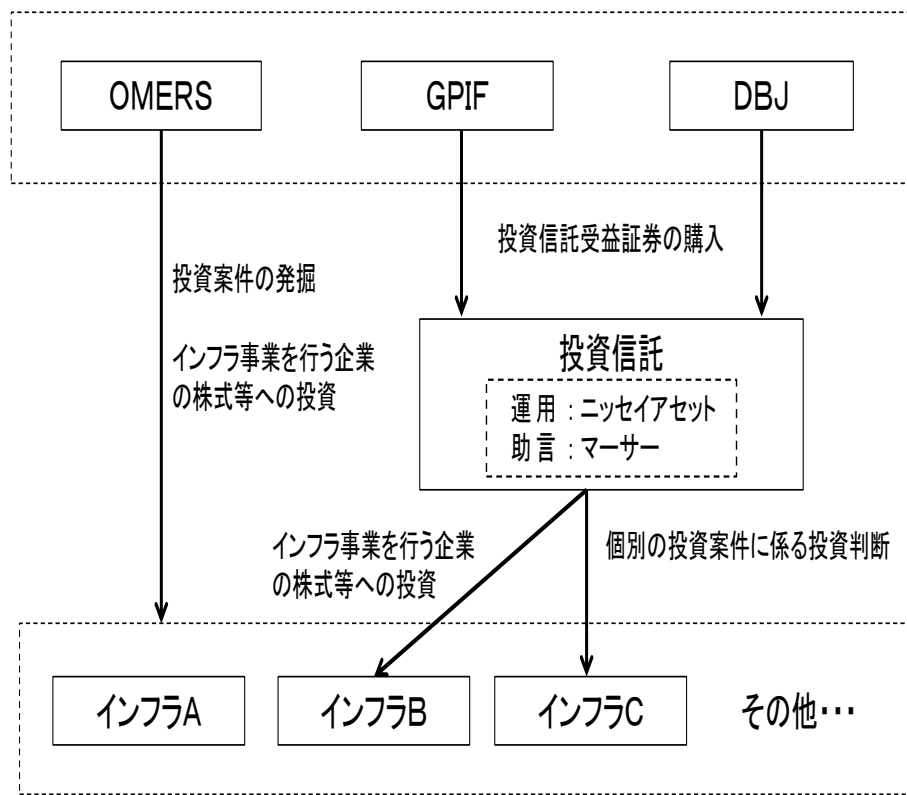 OMERS
GPIF
DBJ
投資信託受益証券の購入
投資案件の発掘
インフラ事業を行う企業
の株式等への投資
投資信託
運用：ニッセイアセット
助言：マーサー
インフラ事業を行う企業
の株式等への投資
個別の投資案件に係る投資判断
インフラA
インフラB
インフラC
その他･･･